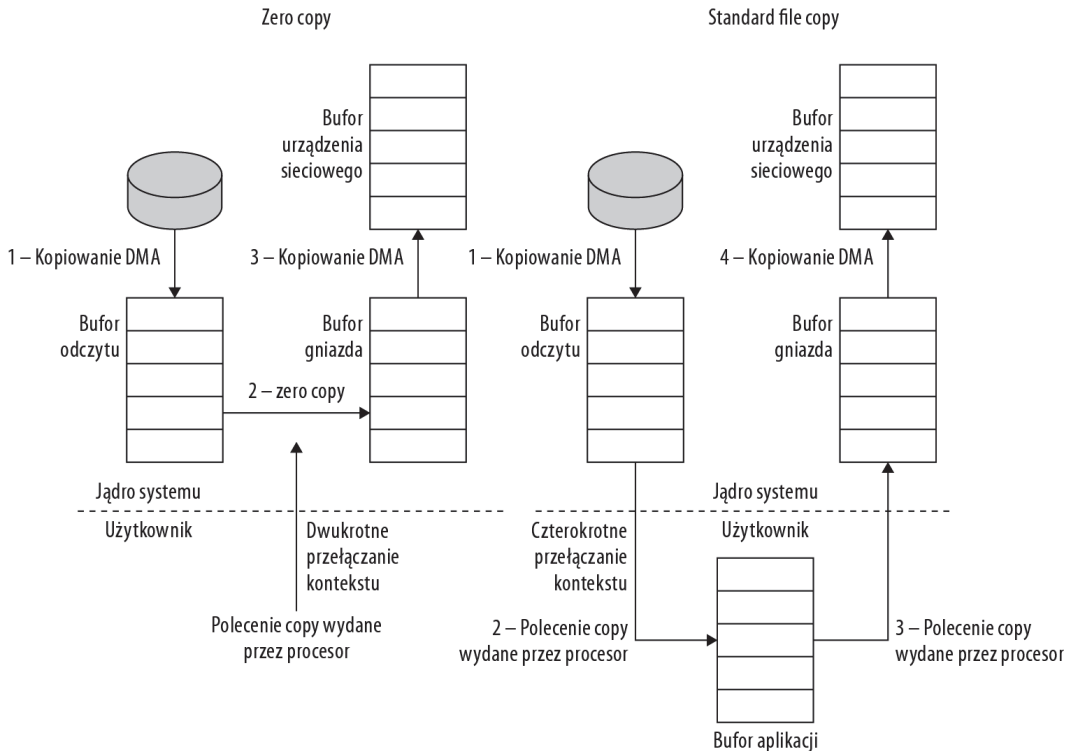 Zero copy
Bufor
urządzenia
sieciowego
1 – Kopiowanie DMA
3 – Kopiowanie DMA
Bufor
odczytu
Bufor
gniazda
2 – zero copy
Jądro systemu
Użytkownik
Dwukrotne
przełączanie
kontekstu
Polecenie copy wydane
przez procesor
Standard file copy
Bufor
urządzenia
sieciowego
1 – Kopiowanie DMA
4 – Kopiowanie DMA
Bufor
odczytu
Bufor
gniazda
Jądro systemu
Użytkownik
Czterokrotne
przełączanie
kontekstu
2 – Polecenie copy
wydane przez procesor
3 – Polecenie copy
wydane przez procesor
Bufor aplikacji